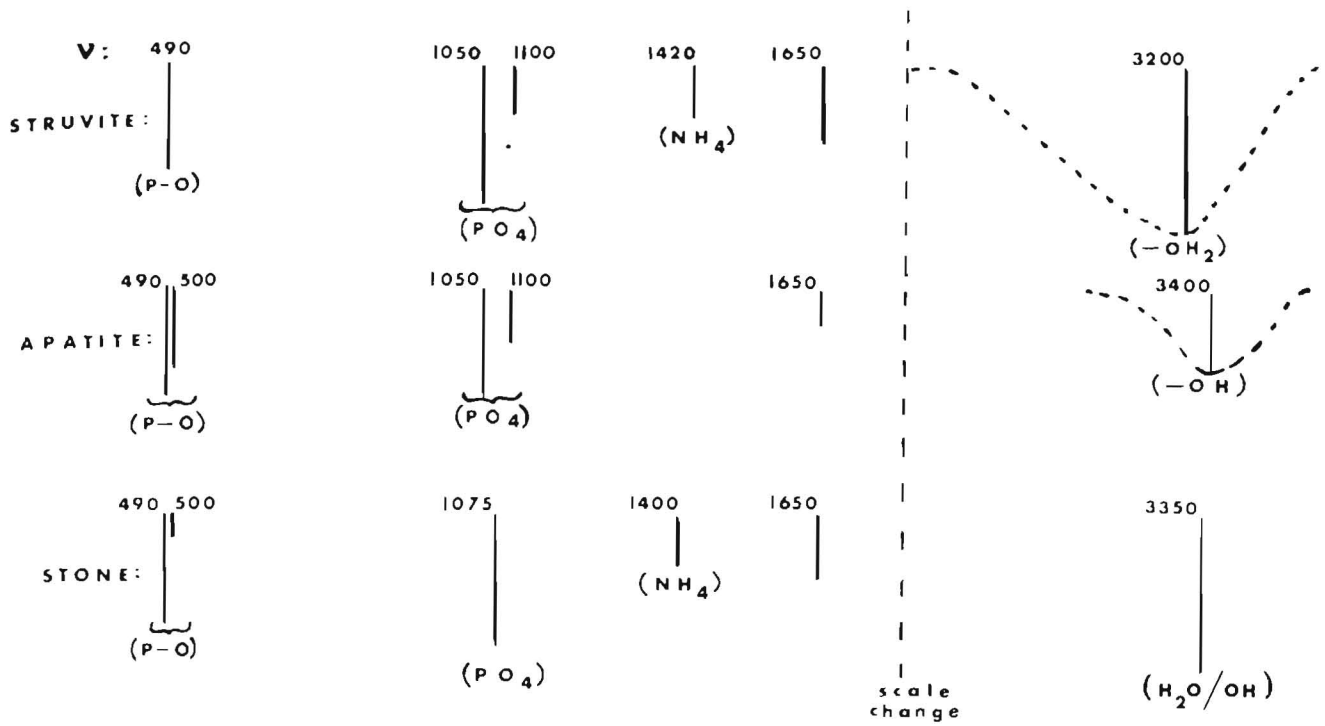 ν: 490 1050 1100 1420 1650 3200
STRUVITE:
(P-O) (PO4) (NH4) (-OH2)
490 500 1050 1100 1650 3400
APATITE:
(P-O) (PO4) (-OH)
490 500 1075 1400 1650 3350
STONE:
(P-O) (PO4) (NH4) (H2O/OH)
scale
change